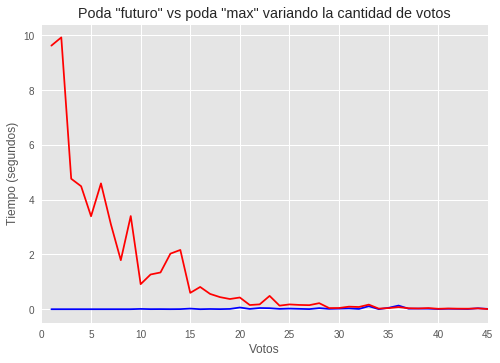 Poda "futuro" vs poda "max" variando la cantidad de votos
Tiempo (segundos)
10
8
6
4
2
0
0 5 10 15 20 25 30 35 40 45
Votos